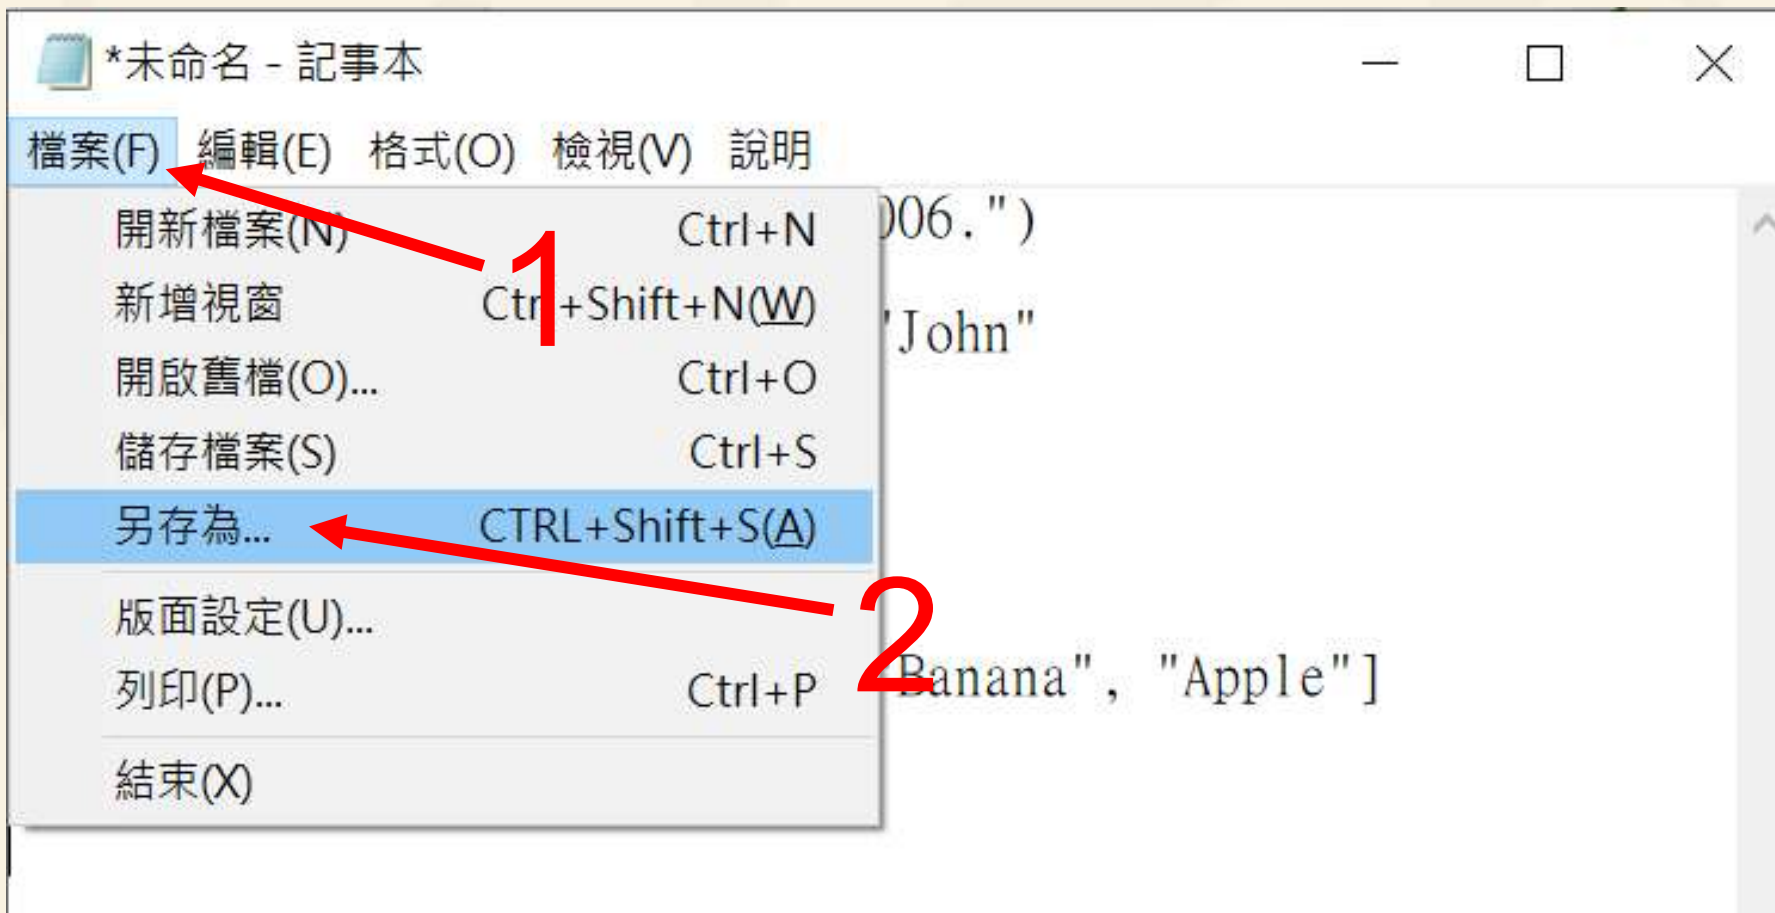 *未命名 - 記事本
檔案(F) 編輯(E) 格式(O) 檢視(V) 說明
開新檔案(N) Ctrl+N
新增視窗 Ctrl+Shift+N(W)
開啟舊檔(O)... Ctrl+O
儲存檔案(S) Ctrl+S
另存為... CTRL+Shift+S(A)
版面設定(U)...
列印(P)... Ctrl+P
結束(X)
1
2
006.")
"John"
Banana", "Apple"]